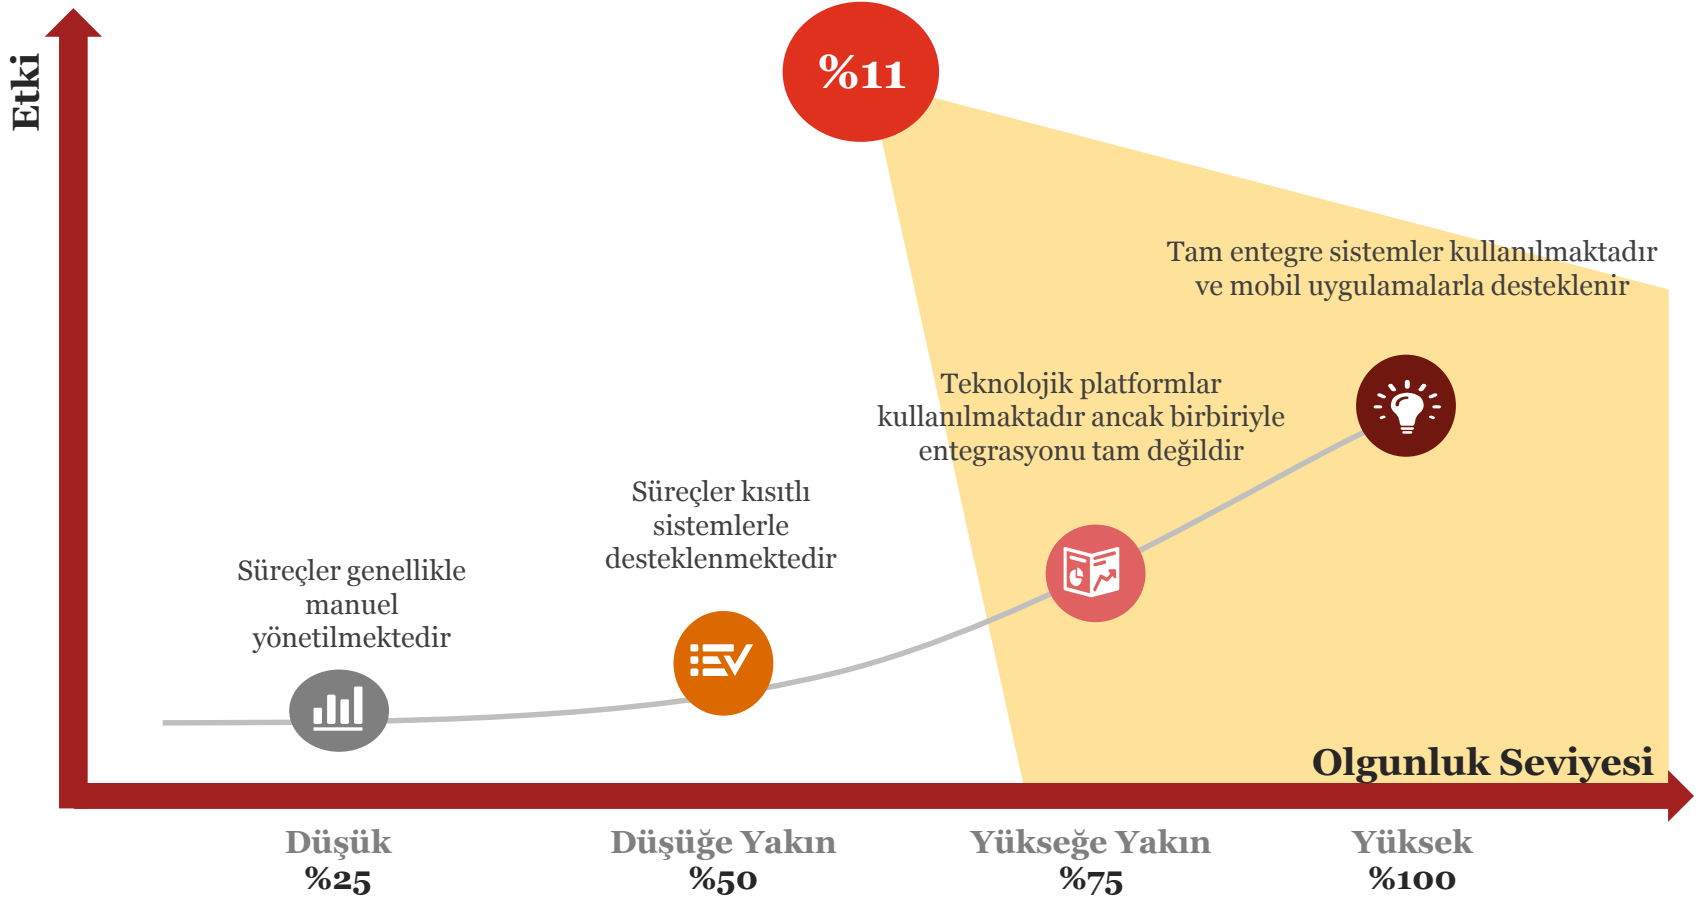 Etki
%11
Tam entegre sistemler kullanılmaktadır
ve mobil uygulamalarla desteklenir
Teknolojik platformlar
kullanılmaktadır ancak birbiriyle
entegrasyonu tam değildir
Süreçler kısıtlı
sistemlerle
desteklenmektedir
Süreçler genellikle
manuel
yönetilmektedir
Olgunluk Seviyesi
Düşük
%25
Düşüğe Yakın
%50
Yükseğe Yakın
%75
Yüksek
%100